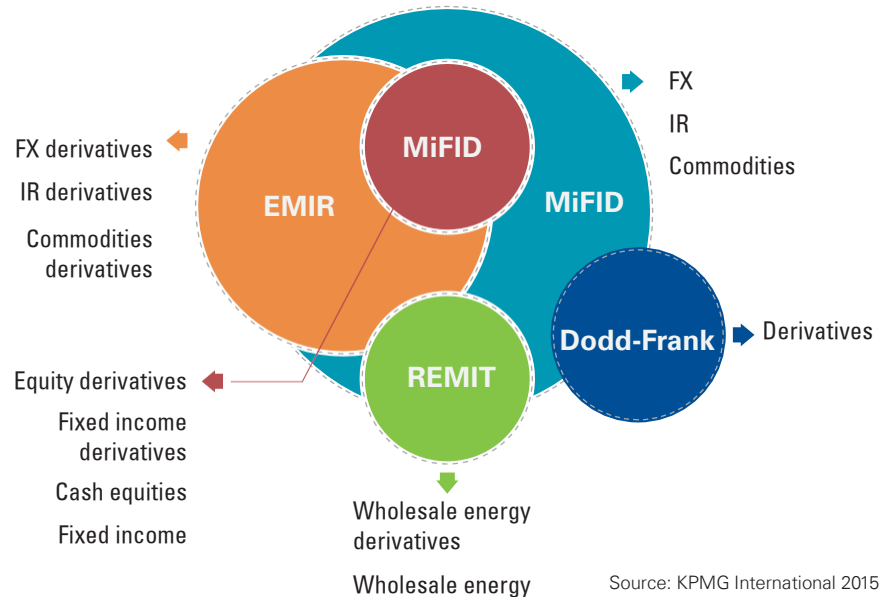 FX
IR
Commodities
MiFID
FX derivatives
IR derivatives
Commodities
derivatives
EMIR
MiFID
Dodd-Frank
Derivatives
REMIT
Equity derivatives
Fixed income
derivatives
Cash equities
Fixed income
Wholesale energy
derivatives
Wholesale energy
Source: KPMG International 2015